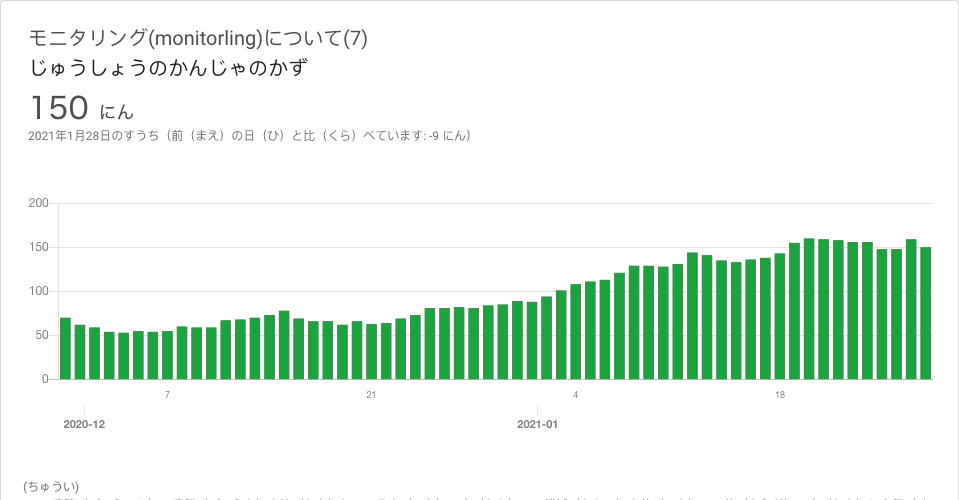 モニタリング(monitorling)について(7)
じゅうしょうのかんじゃのかず
150 にん
2021年1月28日のすうち（前（まえ）の日（ひ）と比（くら）べています: -9 にん）
200
150
100
50
0
7 21 4 18
2020-12 2021-01
(ちゅうい)